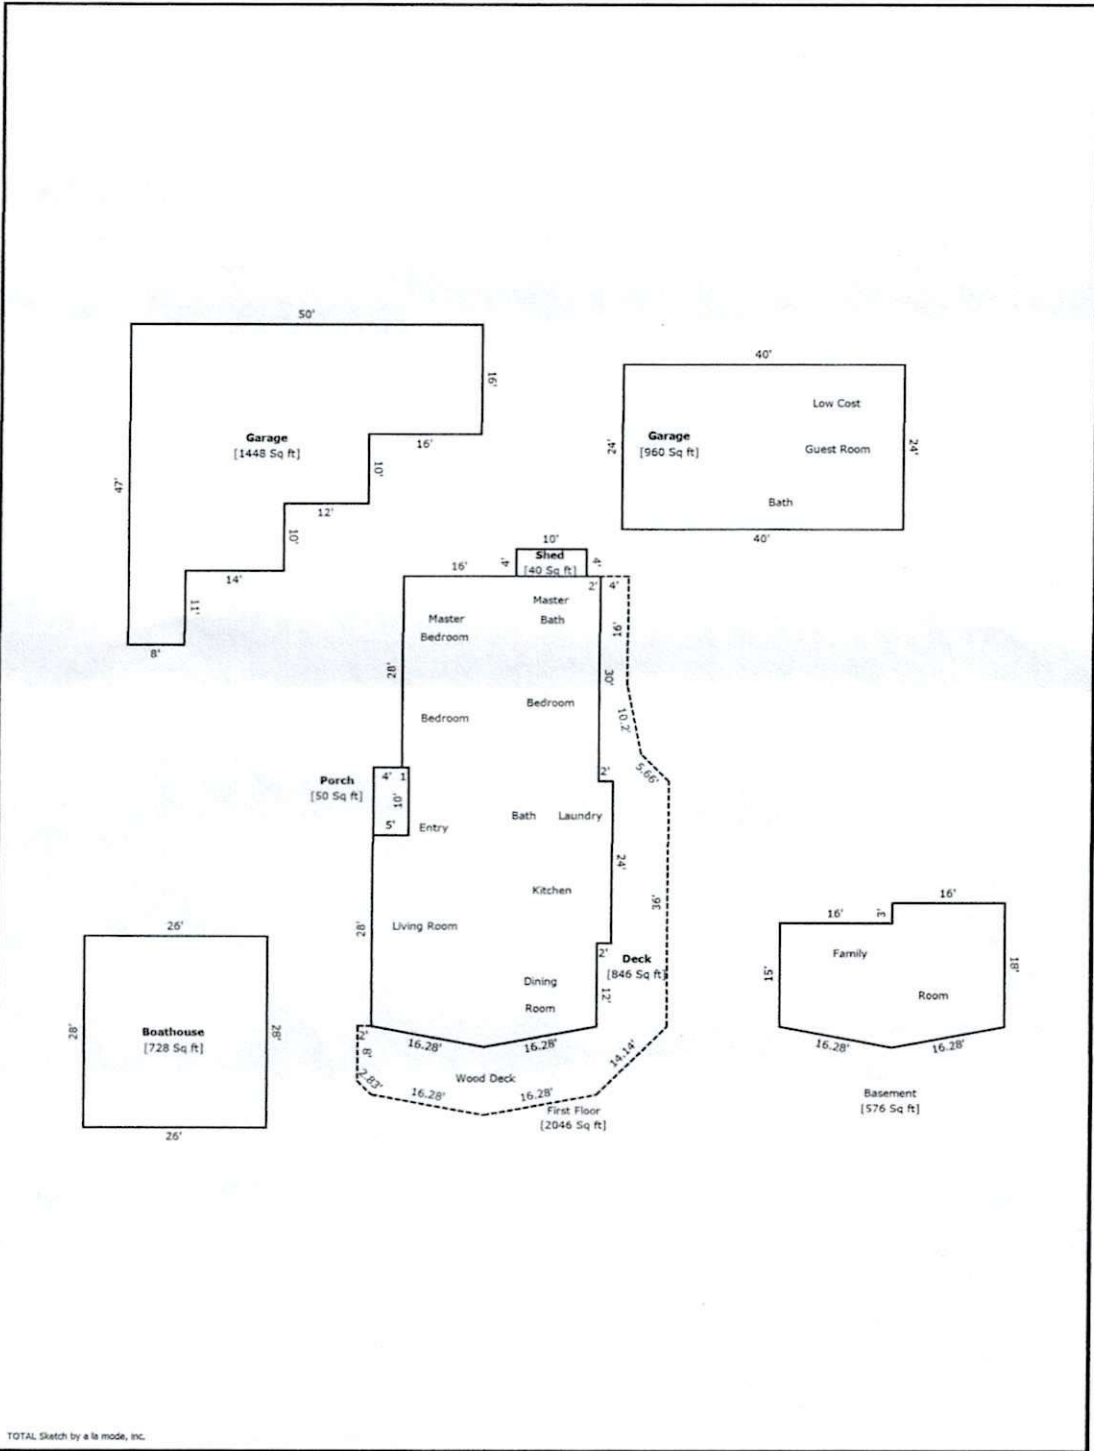 50'
16'
Garage
[1448 Sq ft]
16'
47'
10'
12'
10'
14'
11'
8'
40'
Low Cost
24'
Garage
[960 Sq ft]
Guest Room
24'
Bath
40'
10'
Shed
[40 Sq ft]
4'
4'
16'
2'
4'
Master
Bedroom
Master
Bath
16'
28'
30'
Bedroom
Bedroom
10.2'
5.66'
Porch
[50 Sq ft]
4'
1
10'
5'
Entry
2'
Bath
Laundry
24'
Kitchen
36'
28'
Living Room
2'
Deck
[846 Sq ft]
Dining
Room
12'
2'
8'
2.83'
16.28'
16.28'
14.14'
Wood Deck
16.28'
16.28'
First Floor
[2046 Sq ft]
26'
28'
Boathouse
[728 Sq ft]
28'
26'
16'
16'
3'
Family
Room
15'
18'
16.28'
16.28'
Basement
[576 Sq ft]
TOTAL Sketch by a la mode, inc.